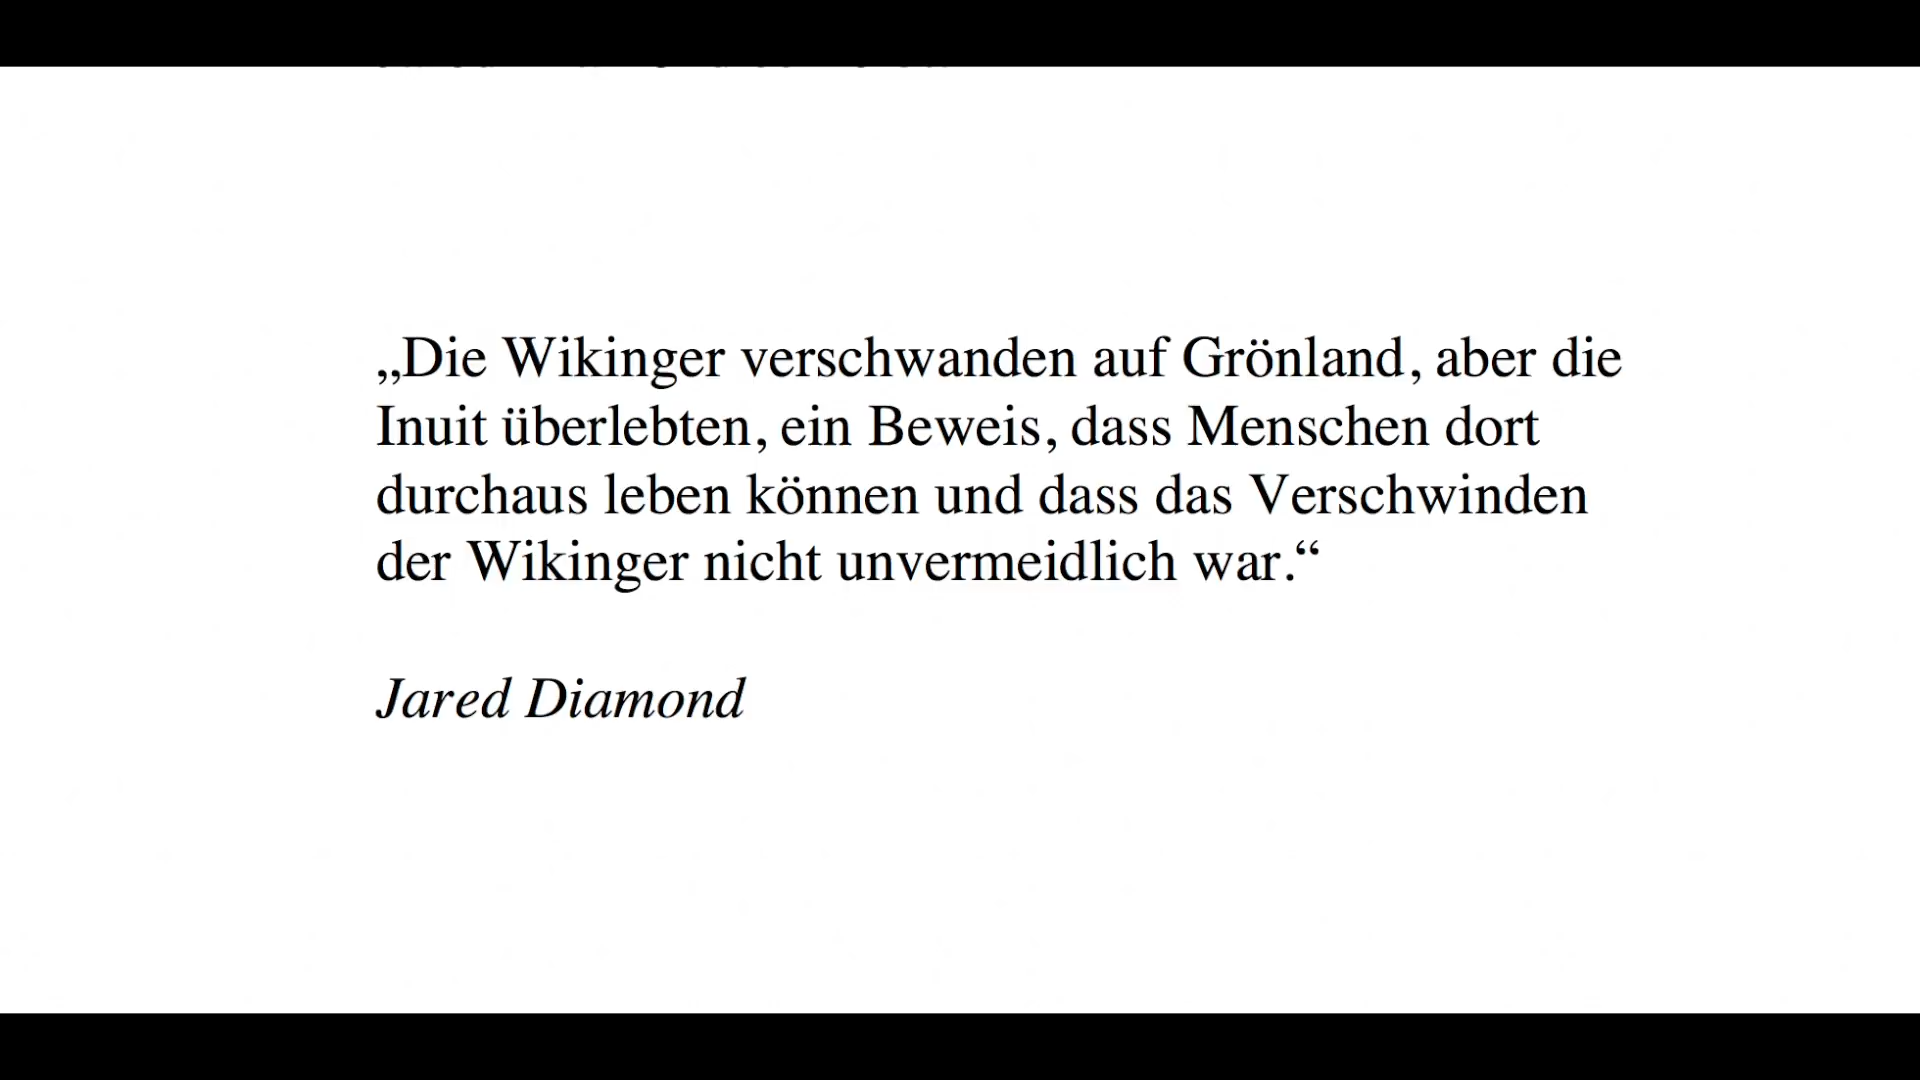 „Die Wikinger verschwanden auf Grönland, aber die
Inuit überlebten, ein Beweis, dass Menschen dort
durchaus leben können und dass das Verschwinden
der Wikinger nicht unvermeidlich war.“
Jared Diamond